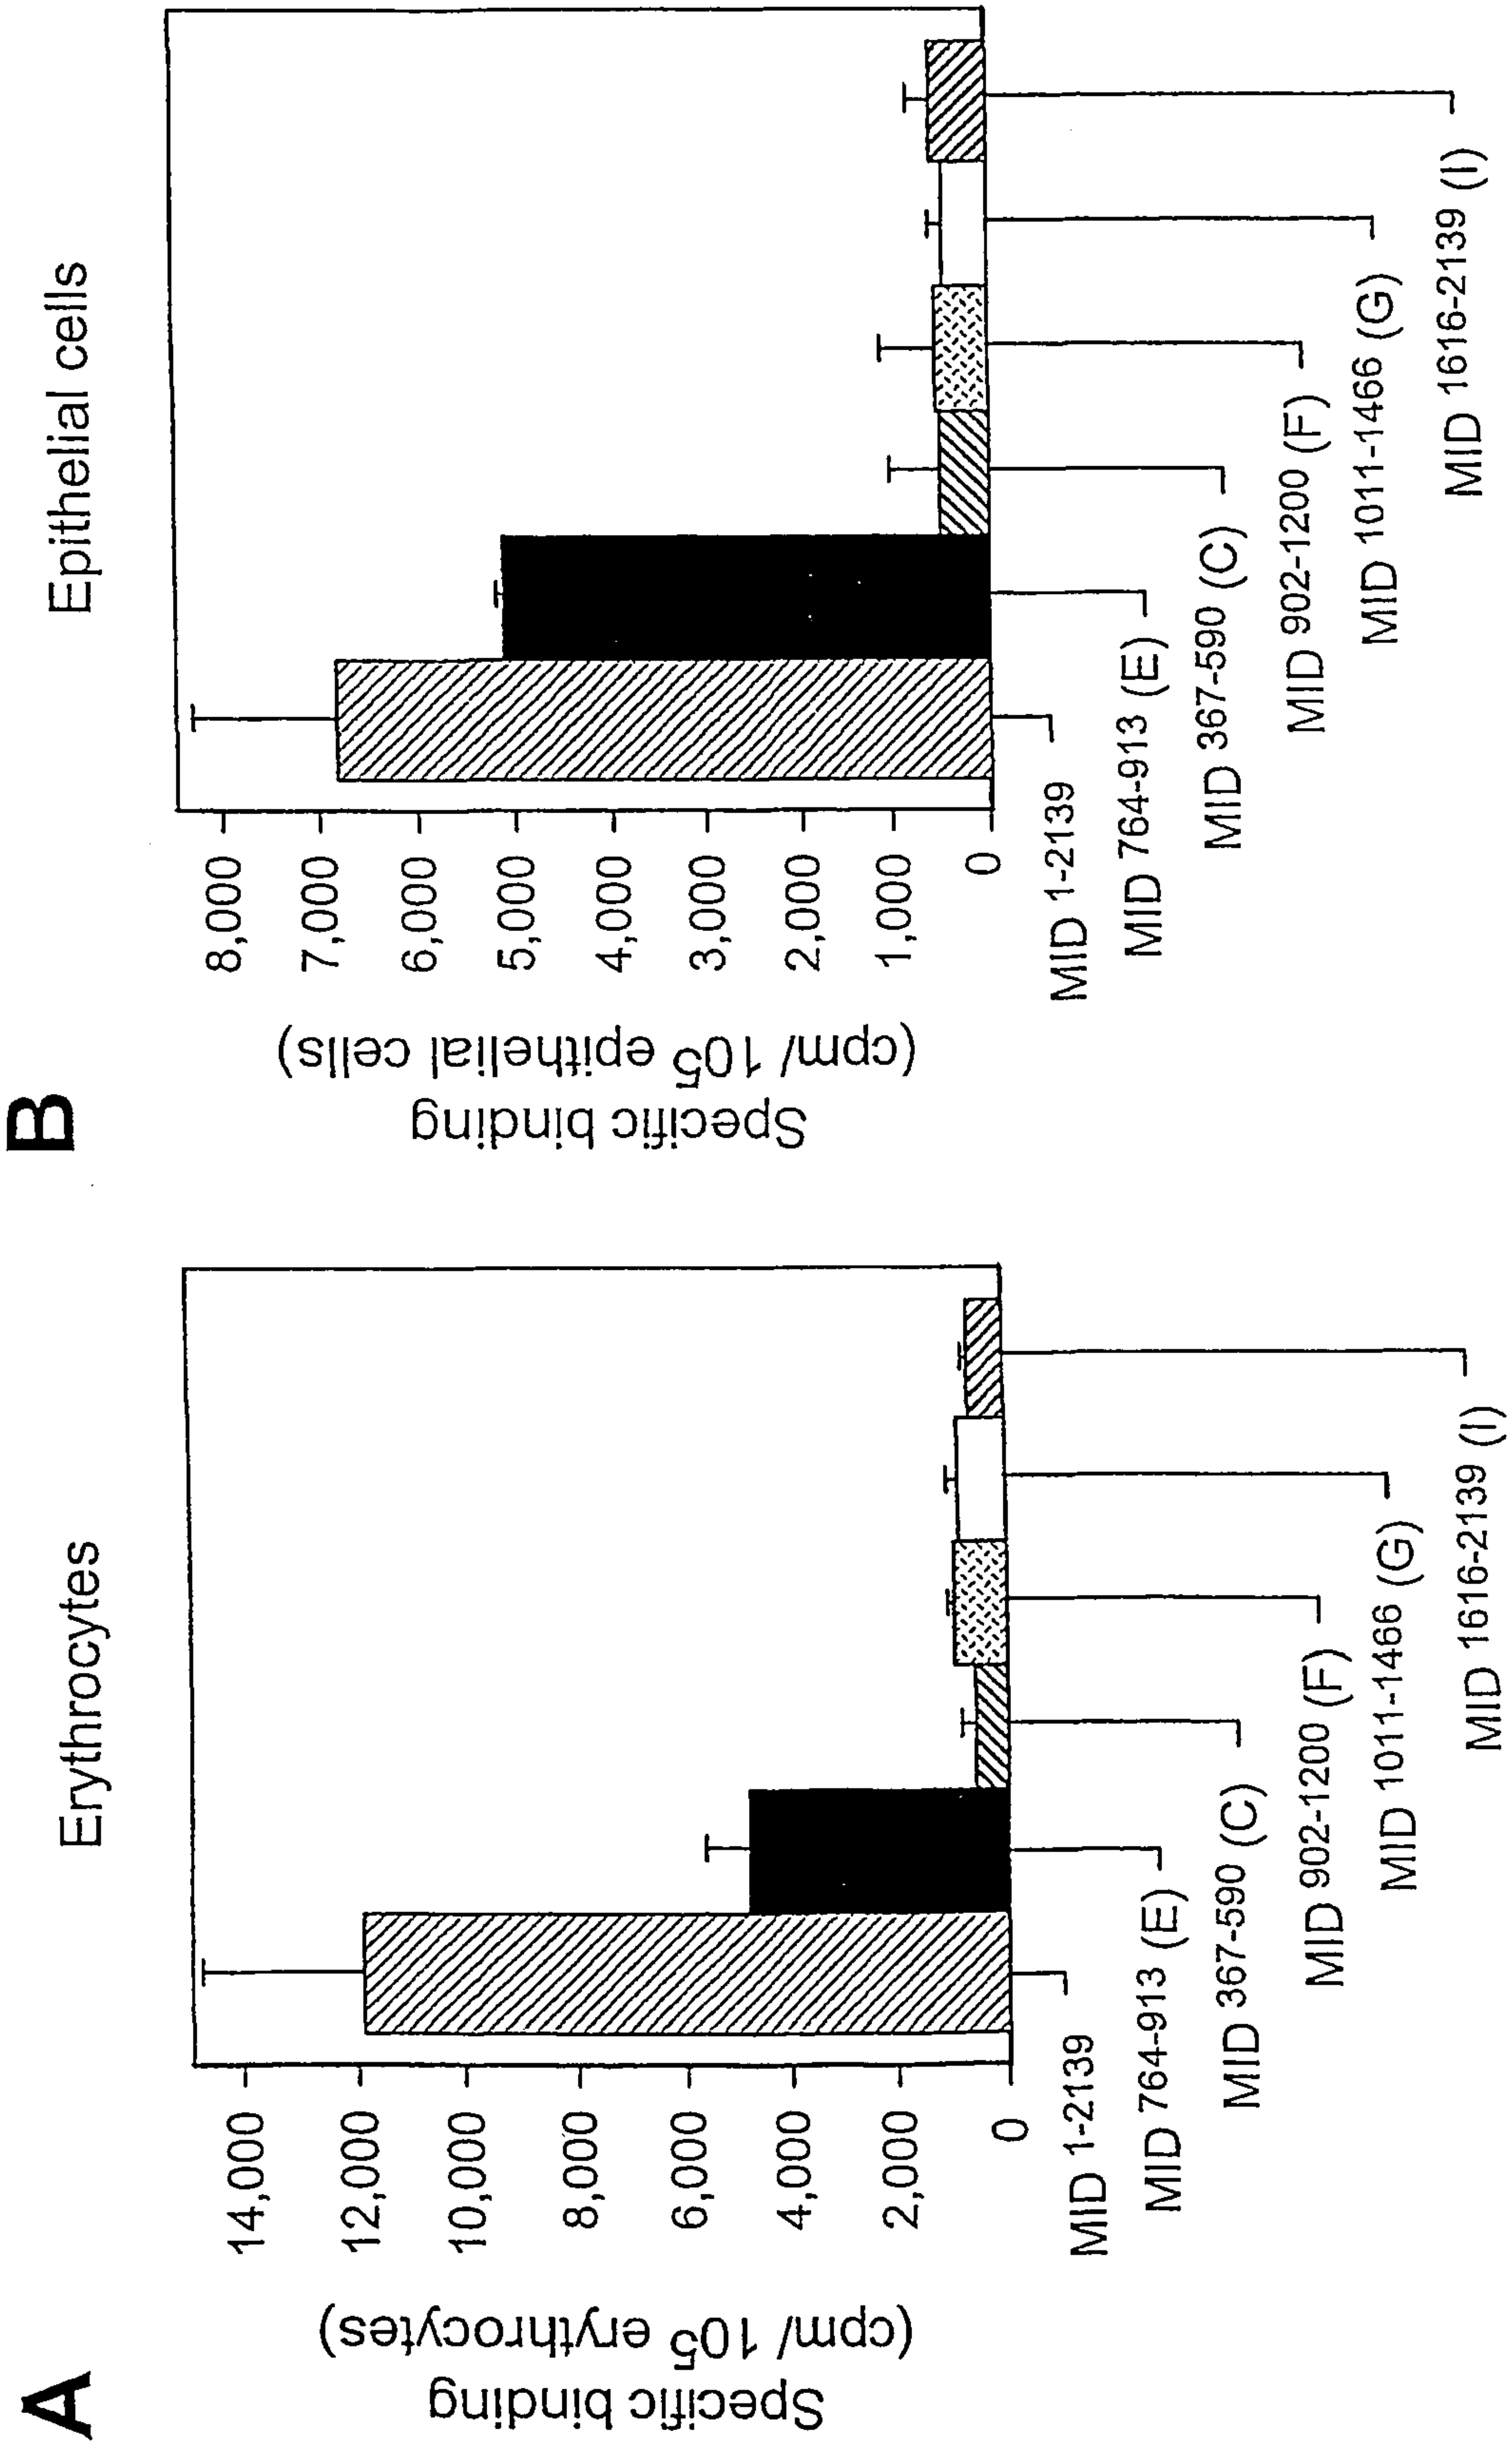 A
Erythrocytes
Specific binding
(cpm/ 10⁵ erythrocytes)
14,000
12,000
10,000
8,000
6,000
4,000
2,000
0
MID 1-2139
MID 764-913 (E)
MID 367-590 (C)
MID 902-1200 (F)
MID 1011-1466 (G)
MID 1616-2139 (I)
B
Epithelial cells
Specific binding
(cpm/ 10⁵ epithelial cells)
8,000
7,000
6,000
5,000
4,000
3,000
2,000
1,000
0
MID 1-2139
MID 764-913 (E)
MID 367-590 (C)
MID 902-1200 (F)
MID 1011-1466 (G)
MID 1616-2139 (I)